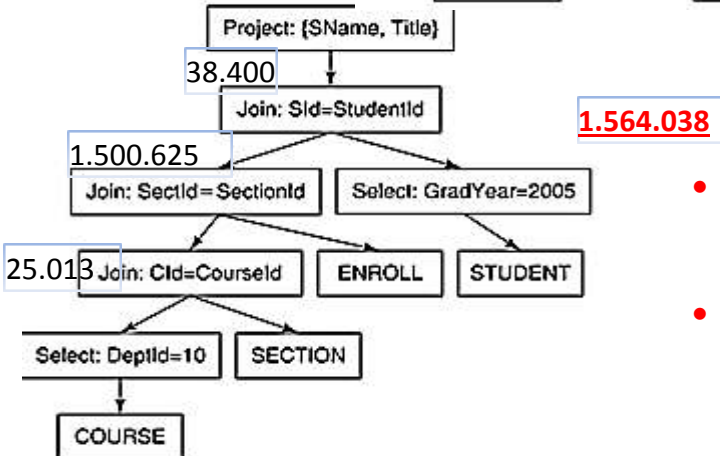 Project: {SName, Title}
38.400
Join: SId=StudentId
1.564.038
1.500.625
Join: SectId=SectionId
Select: GradYear=2005
25.013
Join: CId=CourseId
ENROLL
STUDENT
Select: DeptId=10
SECTION
COURSE